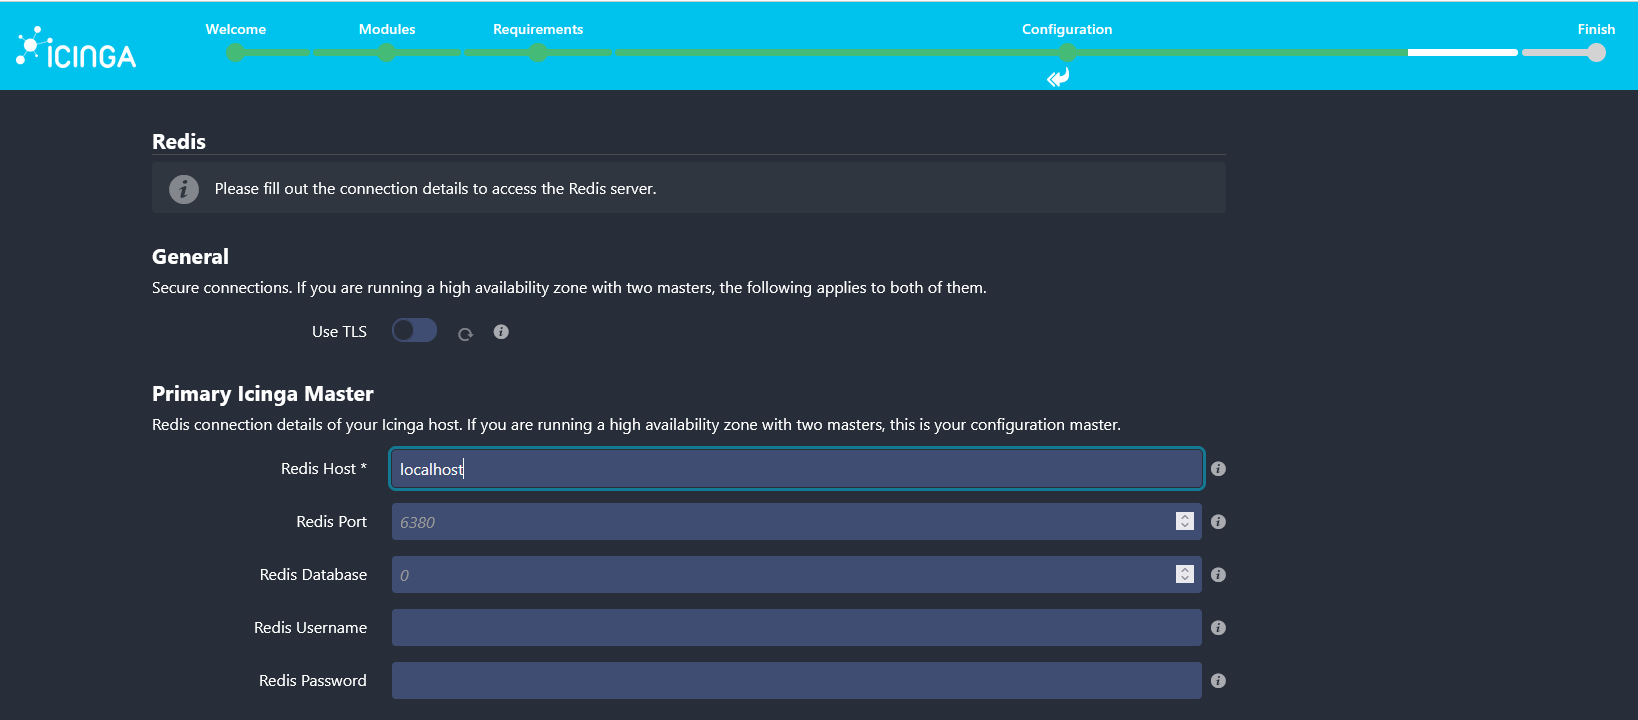 Welcome
Modules
Requirements
Configuration
Finish
ICINGA
Redis
Please fill out the connection details to access the Redis server.
General
Secure connections. If you are running a high availability zone with two masters, the following applies to both of them.
Use TLS
Primary Icinga Master
Redis connection details of your Icinga host. If you are running a high availability zone with two masters, this is your configuration master.
Redis Host * localhost
Redis Port 6380
Redis Database 0
Redis Username
Redis Password